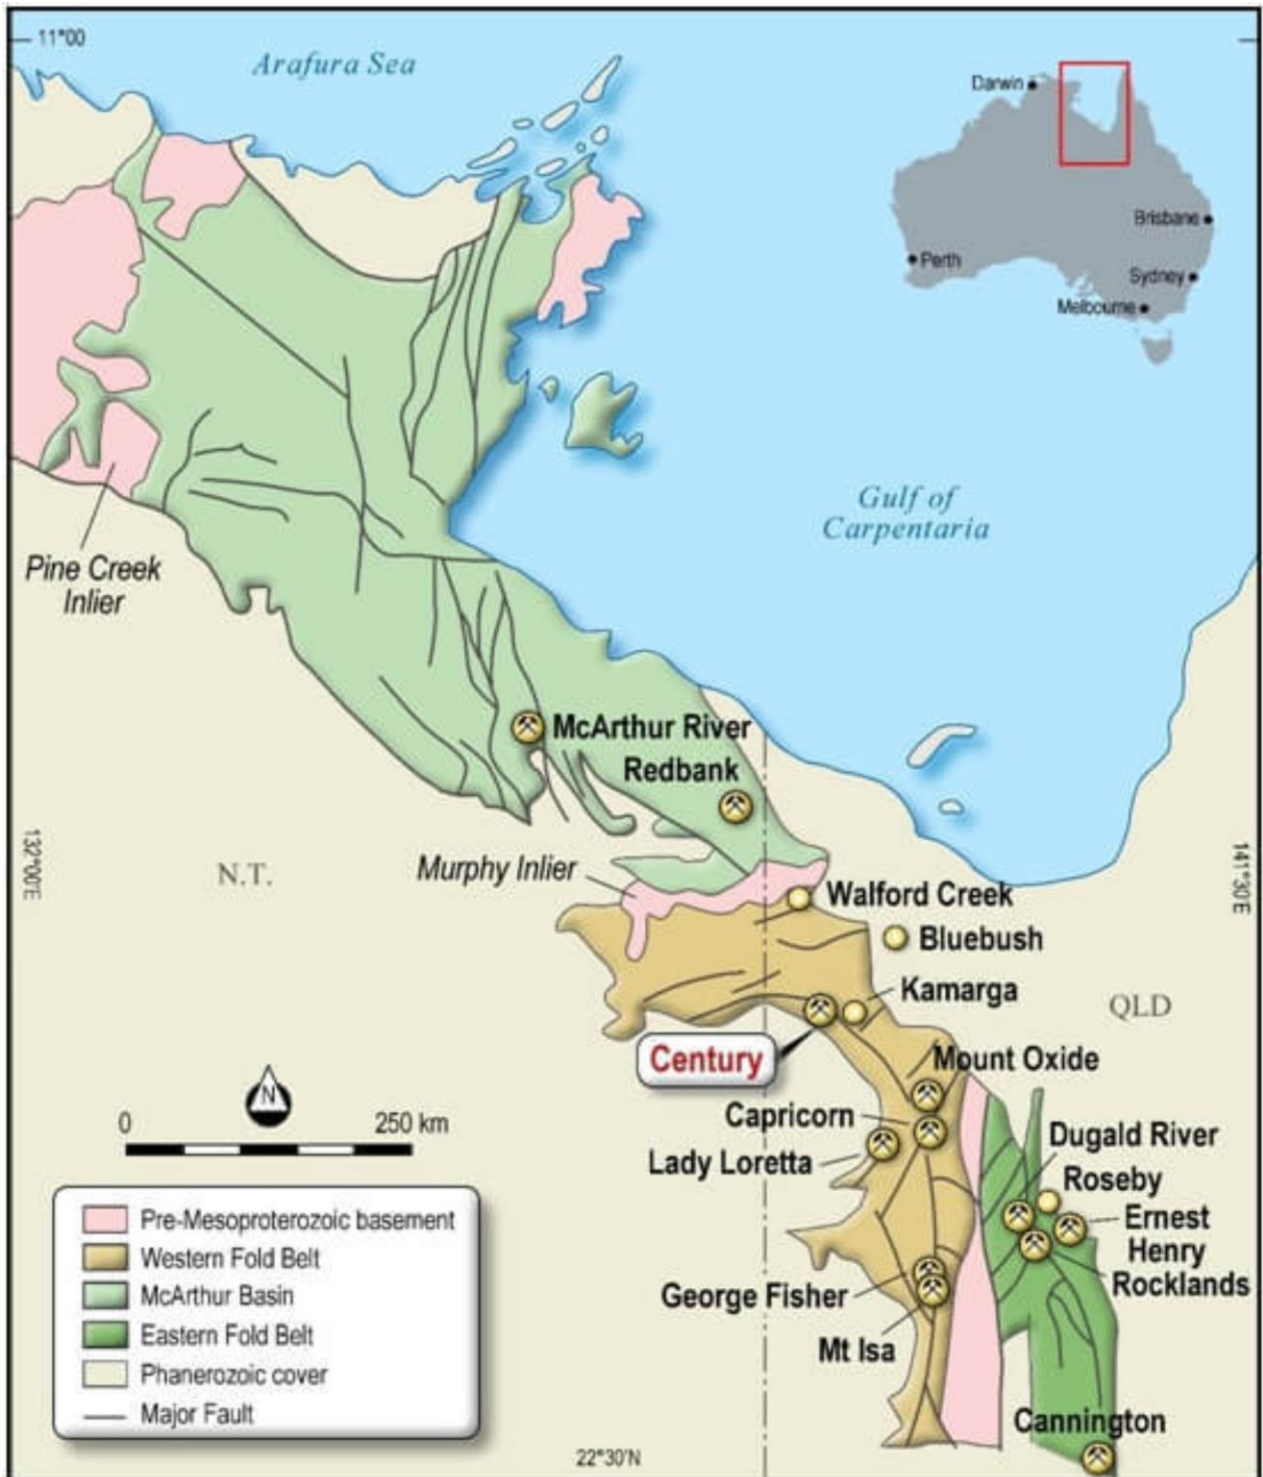 11°00
Arafura Sea
Darwin
Brisbane
Perth
Sydney
Melbourne
Gulf of
Carpentaria
Pine Creek
Inlier
McArthur River
Redbank
132°00'E
141°30'E
N.T.
Murphy Inlier
Walford Creek
Bluebush
Kamarga
QLD
Century
Mount Oxide
N
0
250 km
Capricorn
Dugald River
Lady Loretta
Roseby
Ernest
Henry
Rocklands
George Fisher
Mt Isa
Cannington
Pre-Mesoproterozoic basement
Western Fold Belt
McArthur Basin
Eastern Fold Belt
Phanerozoic cover
Major Fault
22°30'N